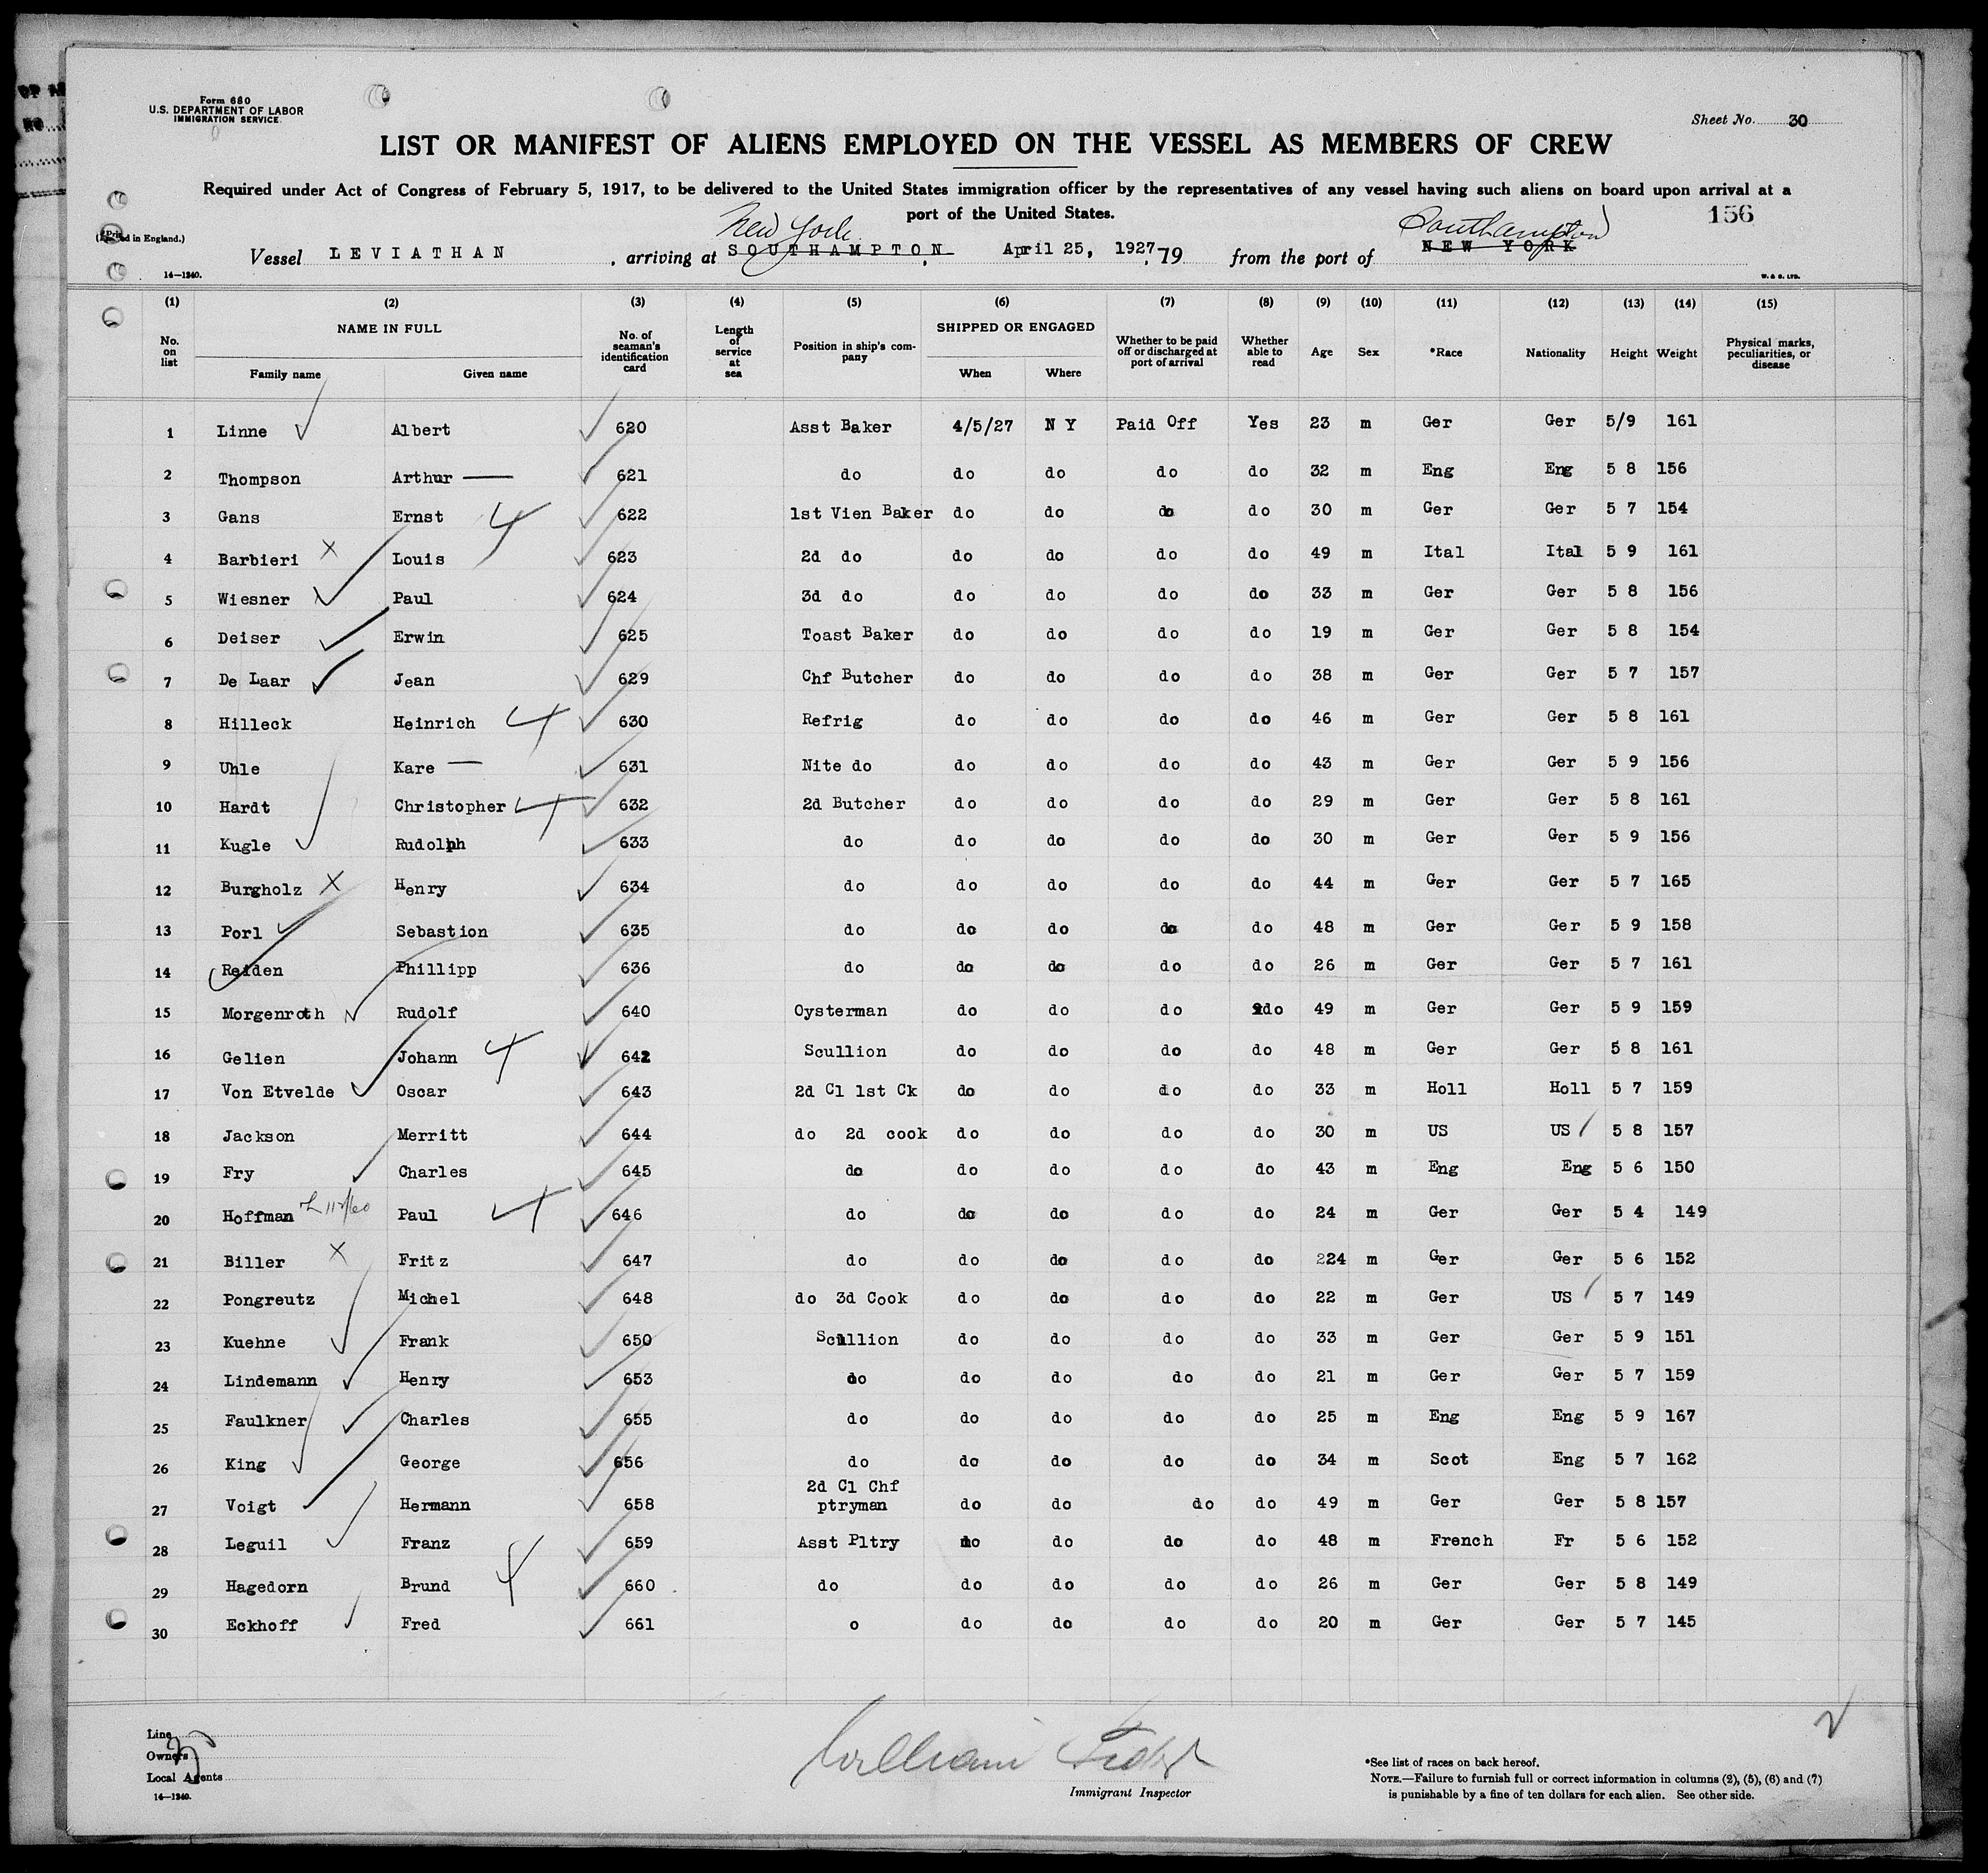 Form 680
U.S. DEPARTMENT OF LABOR
IMMIGRATION SERVICE
Sheet No. 30
LIST OR MANIFEST OF ALIENS EMPLOYED ON THE VESSEL AS MEMBERS OF CREW
Required under Act of Congress of February 5, 1917, to be delivered to the United States immigration officer by the representatives of any vessel having such aliens on board upon arrival at a
port of the United States.
156
(Printed in England.)
New York Southampton
Vessel LEVIATHAN, arriving at SOUTHAMPTON, April 25, 1927, 19 from the port of NEW YORK
14—1240.
W. & S. LTD.
(1) (2) (3) (4) (5) (6) (7) (8) (9) (10) (11) (12) (13) (14) (15)
No. on list NAME IN FULL Family name Given name No. of seaman's identification card Length of service at sea Position in ship's company SHIPPED OR ENGAGED When Where Whether to be paid off or discharged at port of arrival Whether able to read Age Sex *Race Nationality Height Weight Physical marks, peculiarities, or disease
1 Linne Albert 620 Asst Baker 4/5/27 N Y Paid Off Yes 23 m Ger Ger 5/9 161
2 Thompson Arthur 621 do do do do do 32 m Eng Eng 5 8 156
3 Gans Ernst 622 1st Vien Baker do do do do 30 m Ger Ger 5 7 154
4 Barbieri Louis 623 2d do do do do do 49 m Ital Ital 5 9 161
5 Wiesner Paul 624 3d do do do do do 33 m Ger Ger 5 8 156
6 Deiser Erwin 625 Toast Baker do do do do 19 m Ger Ger 5 8 154
7 De Laar Jean 629 Chf Butcher do do do do 38 m Ger Ger 5 7 157
8 Hilleck Heinrich 630 Refrig do do do do 46 m Ger Ger 5 8 161
9 Uhle Kare 631 Nite do do do do do 43 m Ger Ger 5 9 156
10 Hardt Christopher 632 2d Butcher do do do do 29 m Ger Ger 5 8 161
11 Kugle Rudolph 633 do do do do do 30 m Ger Ger 5 9 156
12 Burgholz Henry 634 do do do do do 44 m Ger Ger 5 7 165
13 Porl Sebastion 635 do do do do do 48 m Ger Ger 5 9 158
14 Reiden Phillipp 636 do do do do do 26 m Ger Ger 5 7 161
15 Morgenroth Rudolf 640 Oysterman do do do do 49 m Ger Ger 5 9 159
16 Gelien Johann 642 Scullion do do do do 48 m Ger Ger 5 8 161
17 Von Etvelde Oscar 643 2d Cl 1st Ck do do do do 33 m Holl Holl 5 7 159
18 Jackson Merritt 644 do 2d cook do do do do 30 m US US 5 8 157
19 Fry Charles 645 do do do do do 43 m Eng Eng 5 6 150
20 Hoffman Paul 646 do do do do do 24 m Ger Ger 5 4 149
21 Biller Fritz 647 do do do do do 224 m Ger Ger 5 6 152
22 Pongreutz Michel 648 do 3d Cook do do do do 22 m Ger US 5 7 149
23 Kuehne Frank 650 Scullion do do do do 33 m Ger Ger 5 9 151
24 Lindemann Henry 653 do do do do do 21 m Ger Ger 5 7 159
25 Faulkner Charles 655 do do do do do 25 m Eng Eng 5 9 167
26 King George 656 do do do do do 34 m Scot Eng 5 7 162
27 Voigt Hermann 658 2d Cl Chf ptryman do do do do 49 m Ger Ger 5 8 157
28 Leguil Franz 659 Asst Pltry do do do do 48 m French Fr 5 6 152
29 Hagedorn Brund 660 do do do do do 26 m Ger Ger 5 8 149
30 Eckhoff Fred 661 o do do do do 20 m Ger Ger 5 7 145
Line
Owners
Local Agents
14—1240.
William
Immigrant Inspector
*See list of races on back hereof.
NOTE.—Failure to furnish full or correct information in columns (2), (5), (6) and (7)
is punishable by a fine of ten dollars for each alien. See other side.